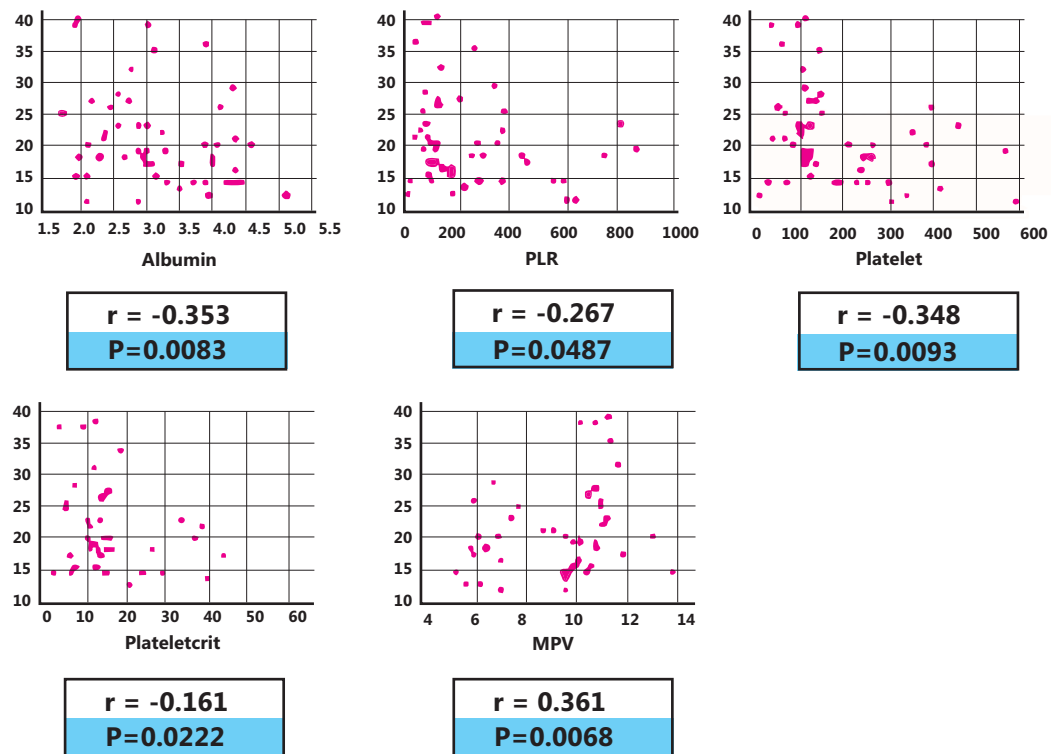 40
35
30
25
20
15
10
1.5 2.0 2.5 3.0 3.5 4.0 4.5 5.0 5.5
Albumin
r = -0.353
P=0.0083
40
35
30
25
20
15
10
0 200 400 600 800 1000
PLR
r = -0.267
P=0.0487
40
35
30
25
20
15
10
0 100 200 300 400 500 600
Platelet
r = -0.348
P=0.0093
40
35
30
25
20
15
10
0 10 20 30 40 50 60
Plateletcrit
r = -0.161
P=0.0222
40
35
30
25
20
15
10
4 6 8 10 12 14
MPV
r = 0.361
P=0.0068